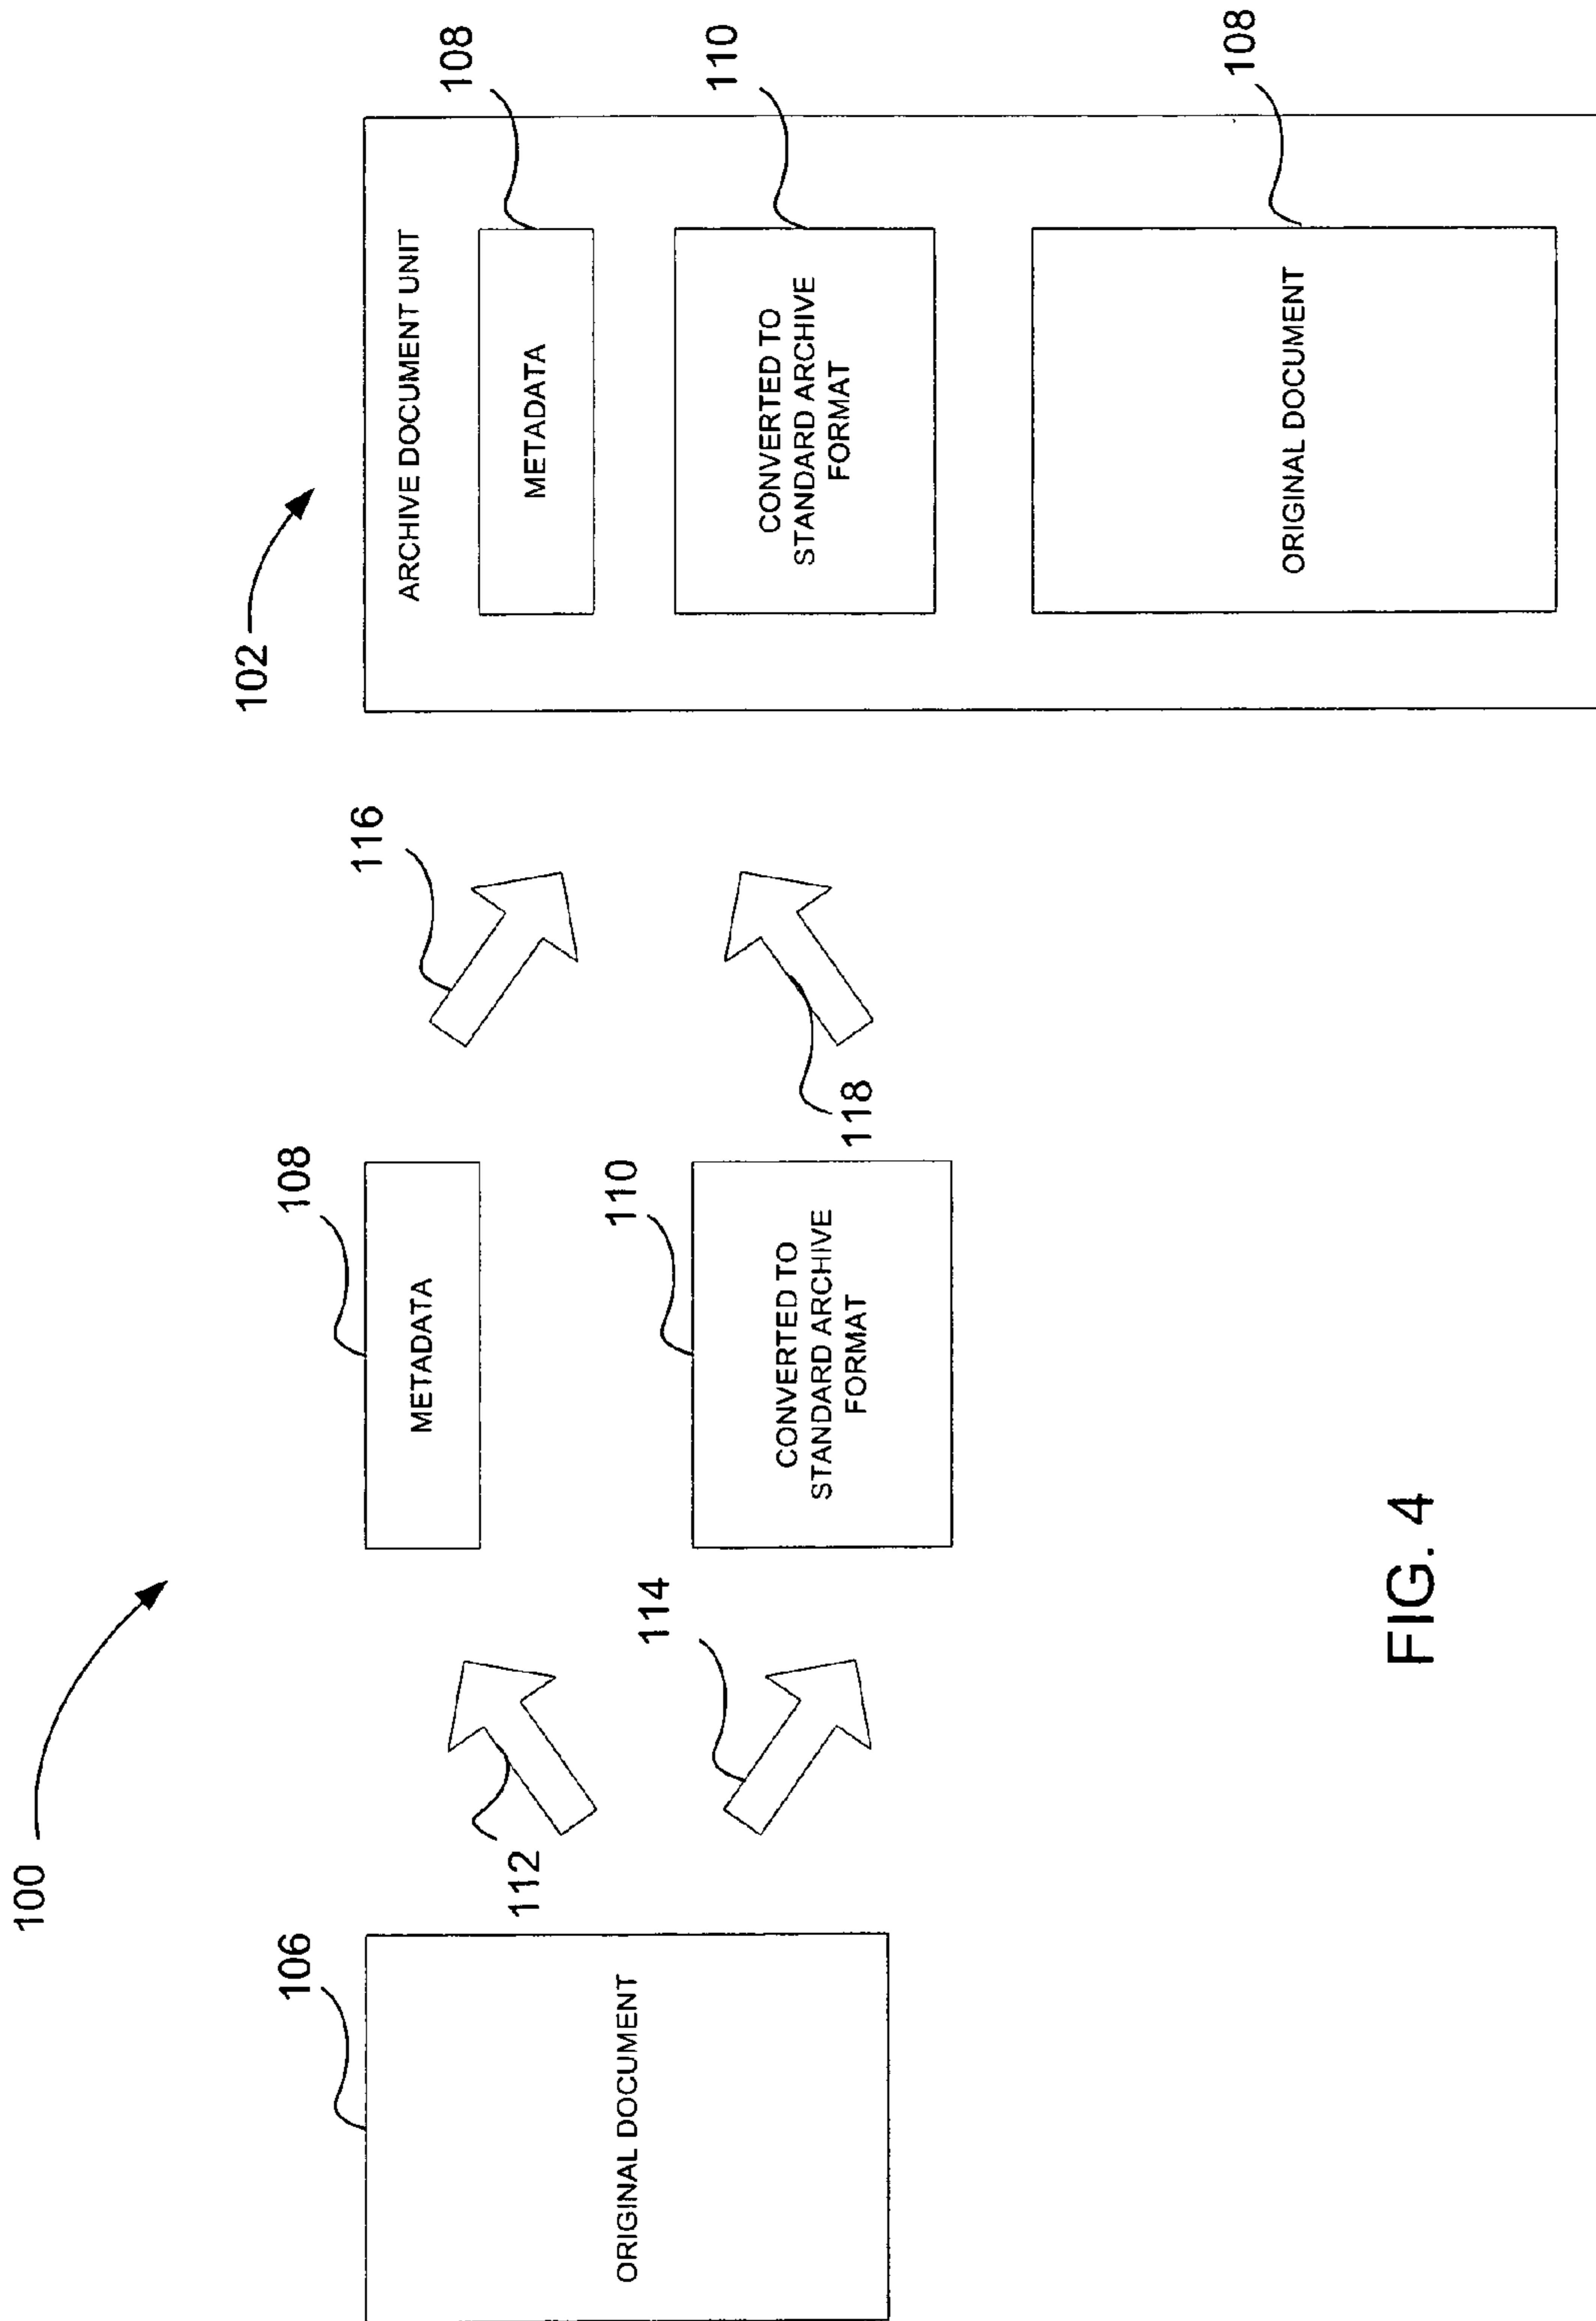 100
102
106
ORIGINAL DOCUMENT
112
114
108
METADATA
110
CONVERTED TO
STANDARD ARCHIVE
FORMAT
116
118
ARCHIVE DOCUMENT UNIT
METADATA
108
CONVERTED TO
STANDARD ARCHIVE
FORMAT
110
ORIGINAL DOCUMENT
108
FIG. 4